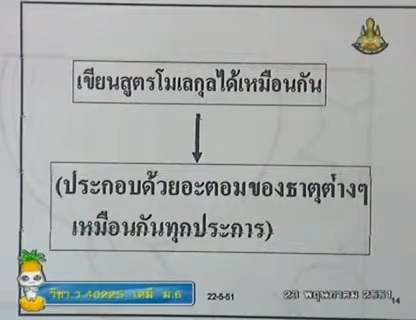 เขียนสูตรโมเลกุลได้เหมือนกัน
(ประกอบด้วยอะตอมของธาตุต่างๆ
เหมือนกันทุกประการ)
วิทา ว.40225 เคมี ม.6
22-5-51
23 พฤษภาคม 2551
14